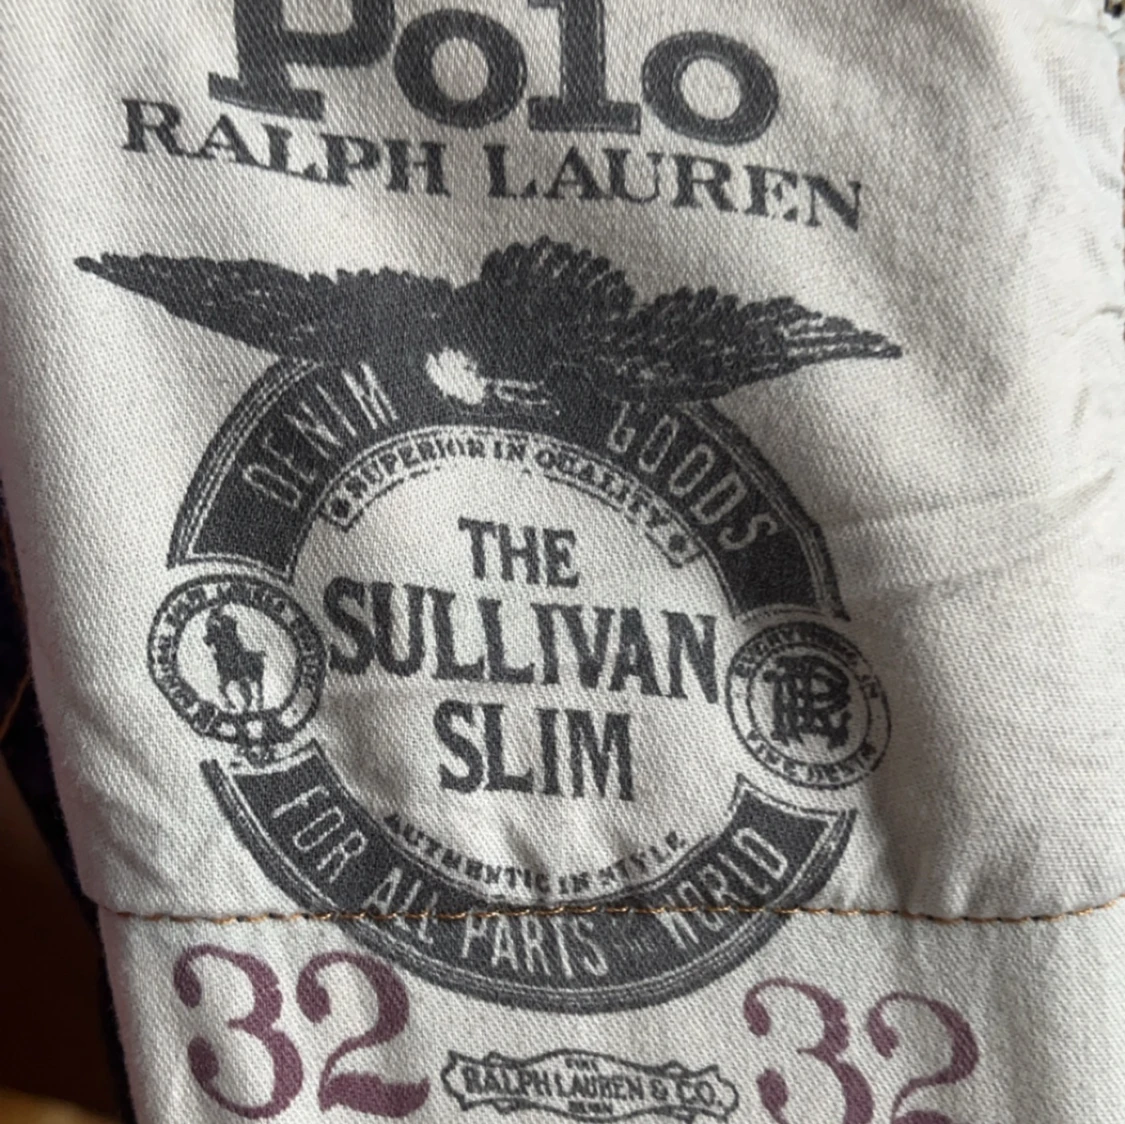 Polo
RALPH LAUREN
DENIM GOODS
SUPERIOR IN QUALITY
THE
SULLIVAN
SLIM
AUTHENTIC IN STYLE
FOR ALL PARTS WORLD
32 32
RALPH LAUREN & CO.